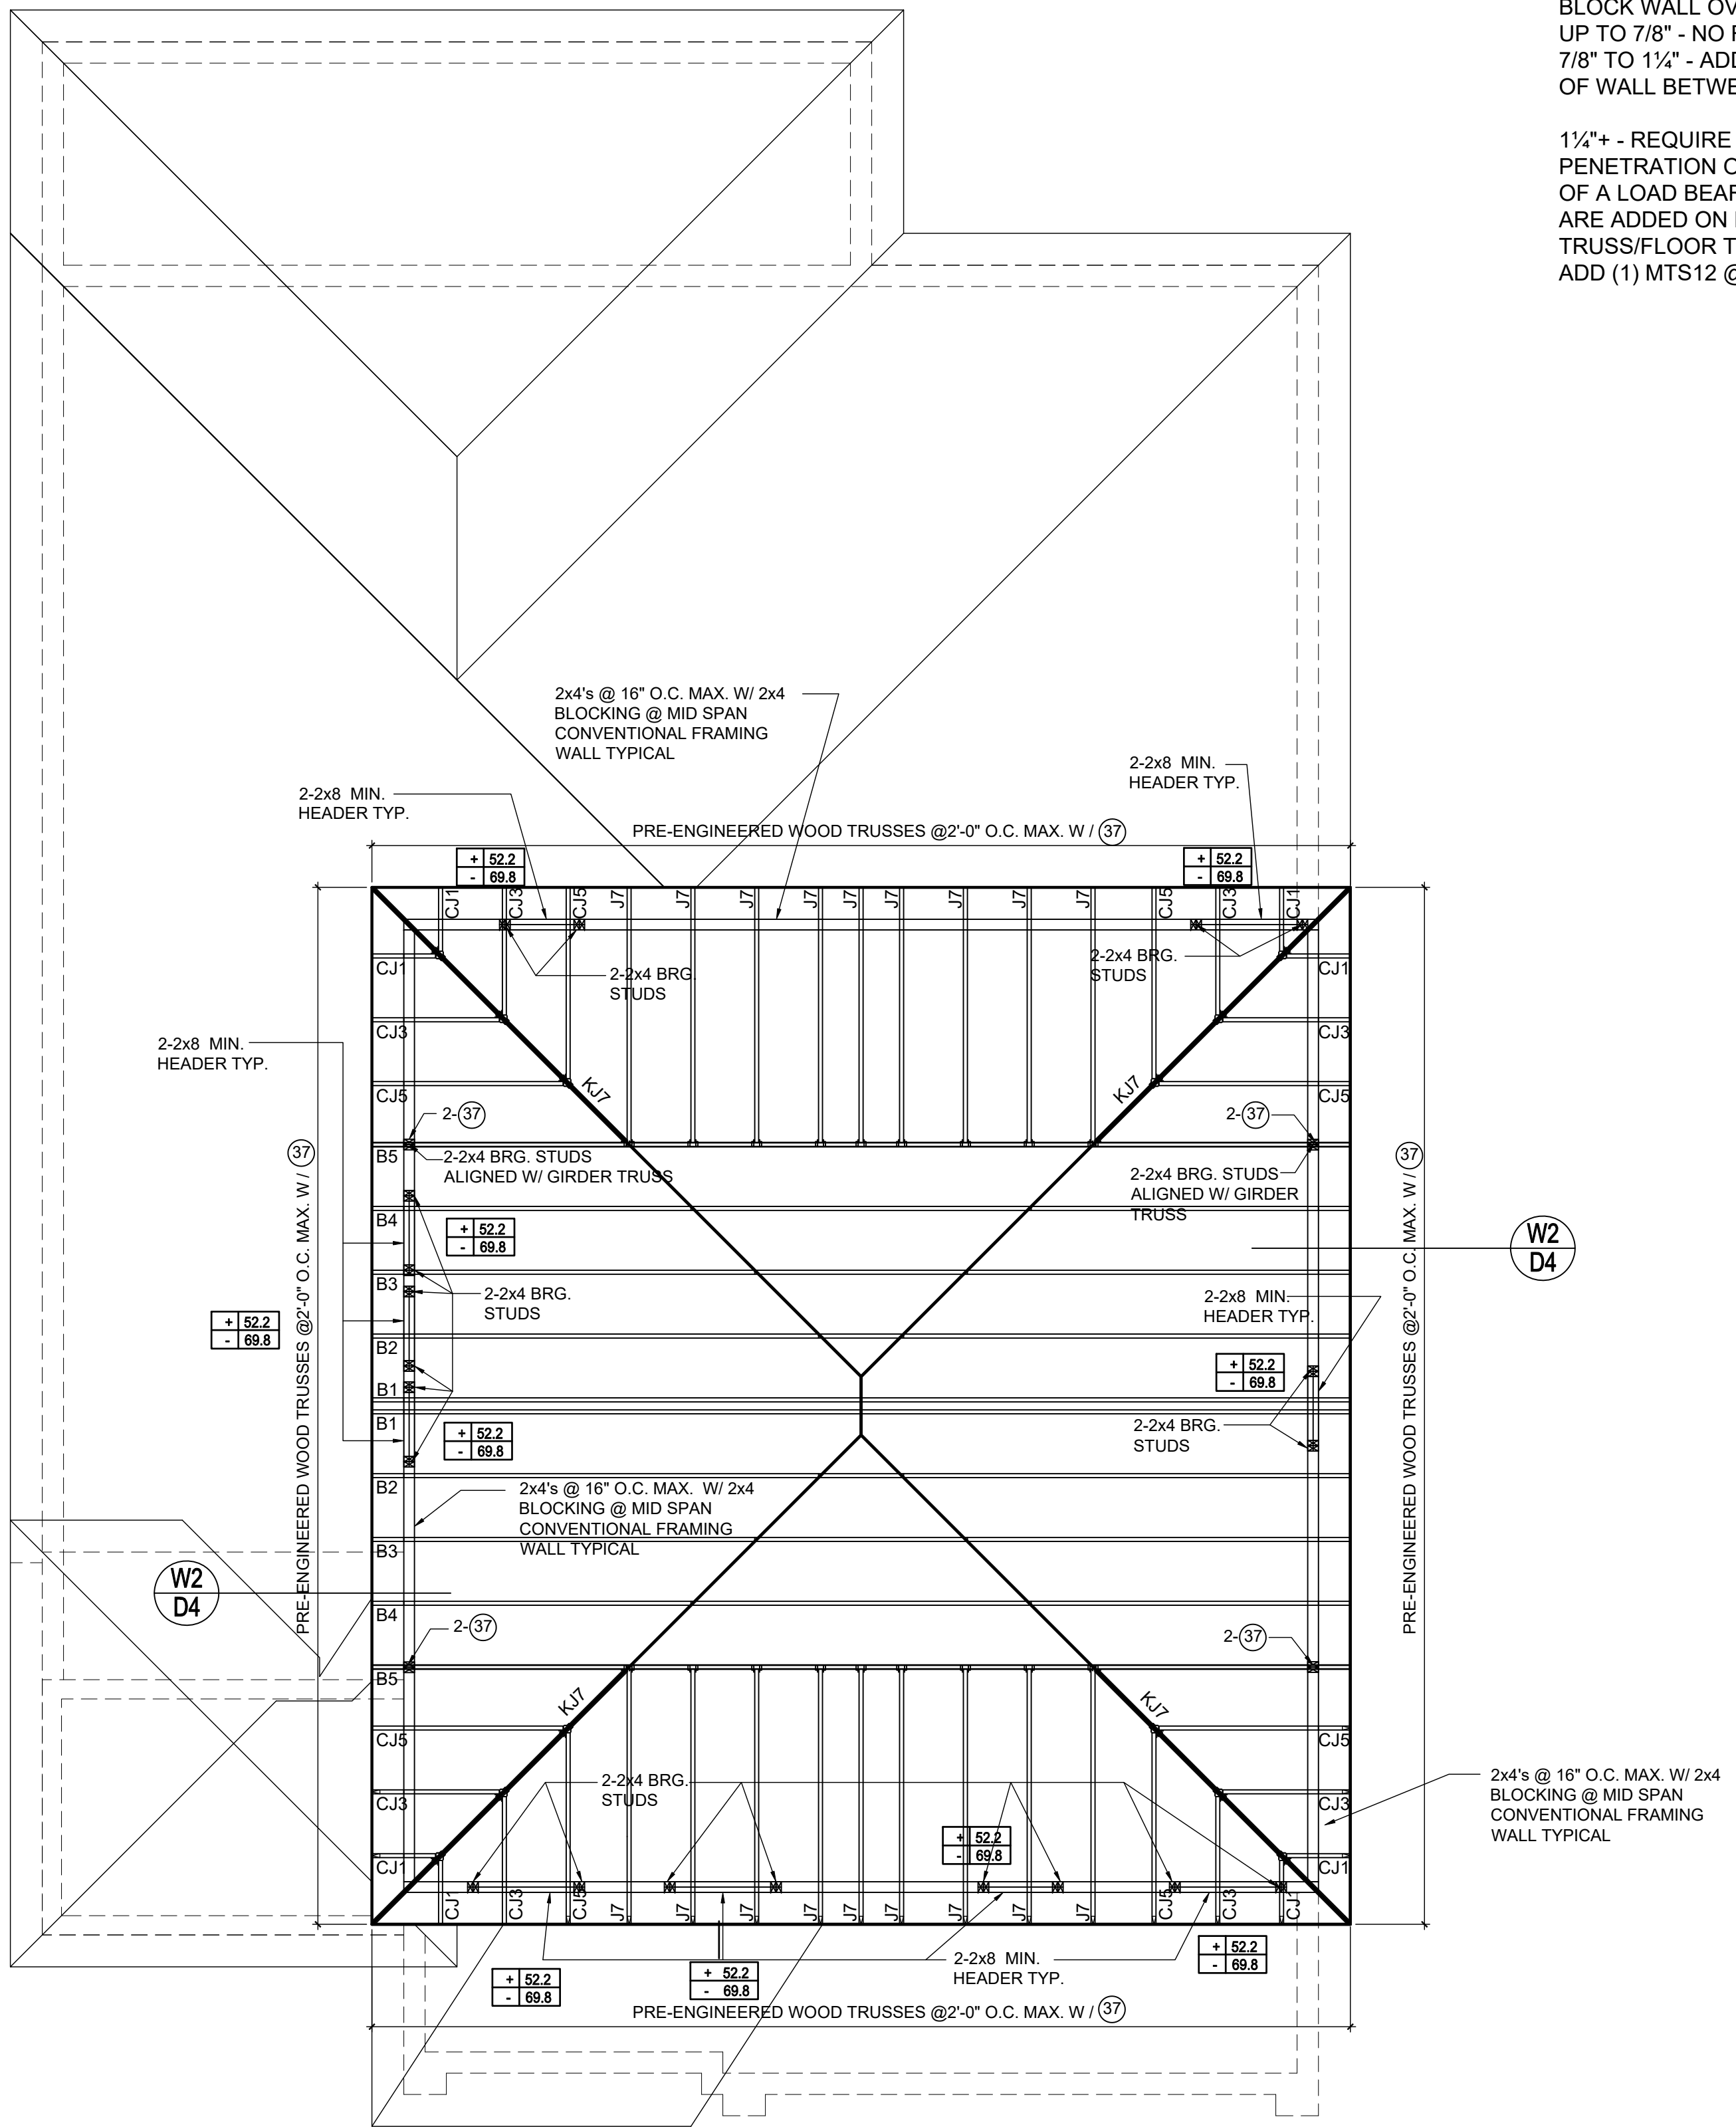 BLOCK WALL
UP TO 7/8" - NO
7/8" TO 1¼" -
OF WALL
1¼"+ - REQUIRE
PENETRATION
OF A LOAD
ARE ADDED ON
TRUSS/FLOOR
ADD (1) MTS12 @
2x4's @ 16" O.C. MAX. W/ 2x4
BLOCKING @ MID SPAN
CONVENTIONAL FRAMING
WALL TYPICAL
2-2x8 MIN.
HEADER TYP.
2-2x8 MIN.
HEADER TYP.
PRE-ENGINEERED WOOD TRUSSES @2'-0" O.C. MAX. W / 37
+ 52.2
- 69.8
+ 52.2
- 69.8
CJ1
CJ3
CJ5
J7
J7
J7
J7
J7
J7
J7
J7
J7
CJ5
CJ3
CJ1
2-2x4 BRG.
STUDS
2-2x4 BRG.
STUDS
CJ1
CJ1
CJ3
CJ3
2-2x8 MIN.
HEADER TYP.
CJ5
CJ5
KJ7
KJ7
2-37
2-37
B5
2-2x4 BRG. STUDS
ALIGNED W/ GIRDER TRUSS
2-2x4 BRG. STUDS
ALIGNED W/ GIRDER
TRUSS
PRE-ENGINEERED WOOD TRUSSES @2'-0" O.C. MAX. W / 37
PRE-ENGINEERED WOOD TRUSSES @2'-0" O.C. MAX. W / 37
B4
+ 52.2
- 69.8
W2
D4
B3
2-2x4 BRG.
STUDS
2-2x8 MIN.
HEADER TYP.
+ 52.2
- 69.8
B2
+ 52.2
- 69.8
B1
B1
+ 52.2
- 69.8
2-2x4 BRG.
STUDS
B2
2x4's @ 16" O.C. MAX. W/ 2x4
BLOCKING @ MID SPAN
CONVENTIONAL FRAMING
WALL TYPICAL
B3
W2
D4
B4
2-37
2-37
B5
KJ7
KJ7
CJ5
CJ5
2-2x4 BRG.
STUDS
2x4's @ 16" O.C. MAX. W/ 2x4
BLOCKING @ MID SPAN
CONVENTIONAL FRAMING
WALL TYPICAL
CJ3
CJ3
+ 52.2
- 69.8
CJ1
CJ1
CJ1
CJ3
CJ5
J7
J7
J7
J7
J7
J7
J7
J7
J7
CJ5
CJ3
CJ1
2-2x8 MIN.
HEADER TYP.
+ 52.2
- 69.8
+ 52.2
- 69.8
+ 52.2
- 69.8
PRE-ENGINEERED WOOD TRUSSES @2'-0" O.C. MAX. W / 37